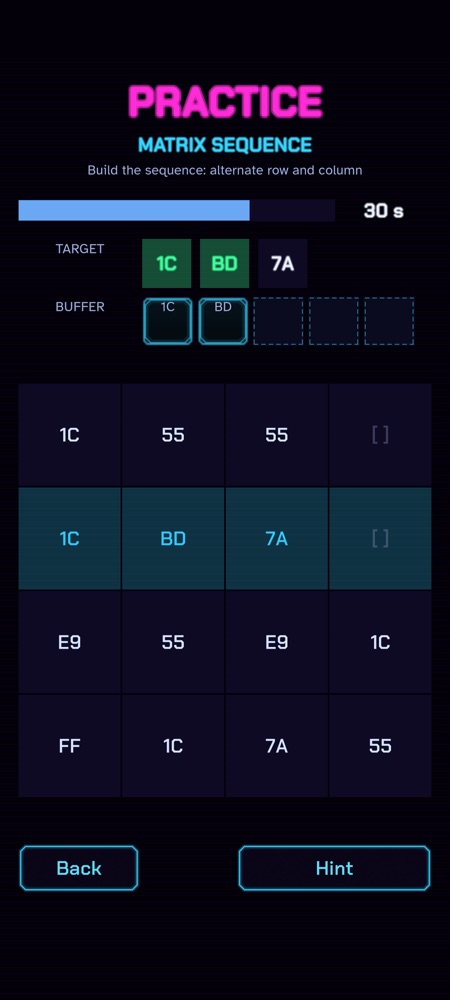 PRACTICE
MATRIX SEQUENCE
Build the sequence: alternate row and column
30 s
TARGET 1C BD 7A
BUFFER 1C BD
1C 55 55 [ ]
1C BD 7A [ ]
E9 55 E9 1C
FF 1C 7A 55
Back Hint